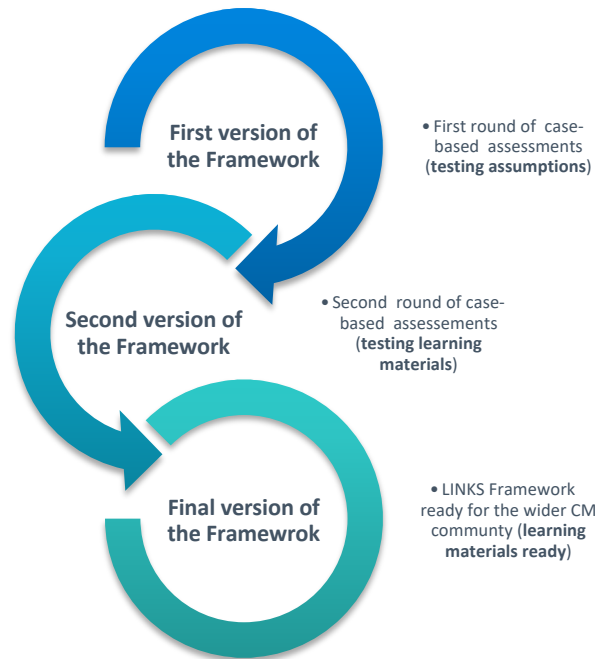 First version of
the Framework
• First round of case-
based assessments
(testing assumptions)
Second version of
the Framework
• Second round of case-
based assessements
(testing learning
materials)
Final version of
the Framewrok
• LINKS Framework
ready for the wider CM
communty (learning
materials ready)